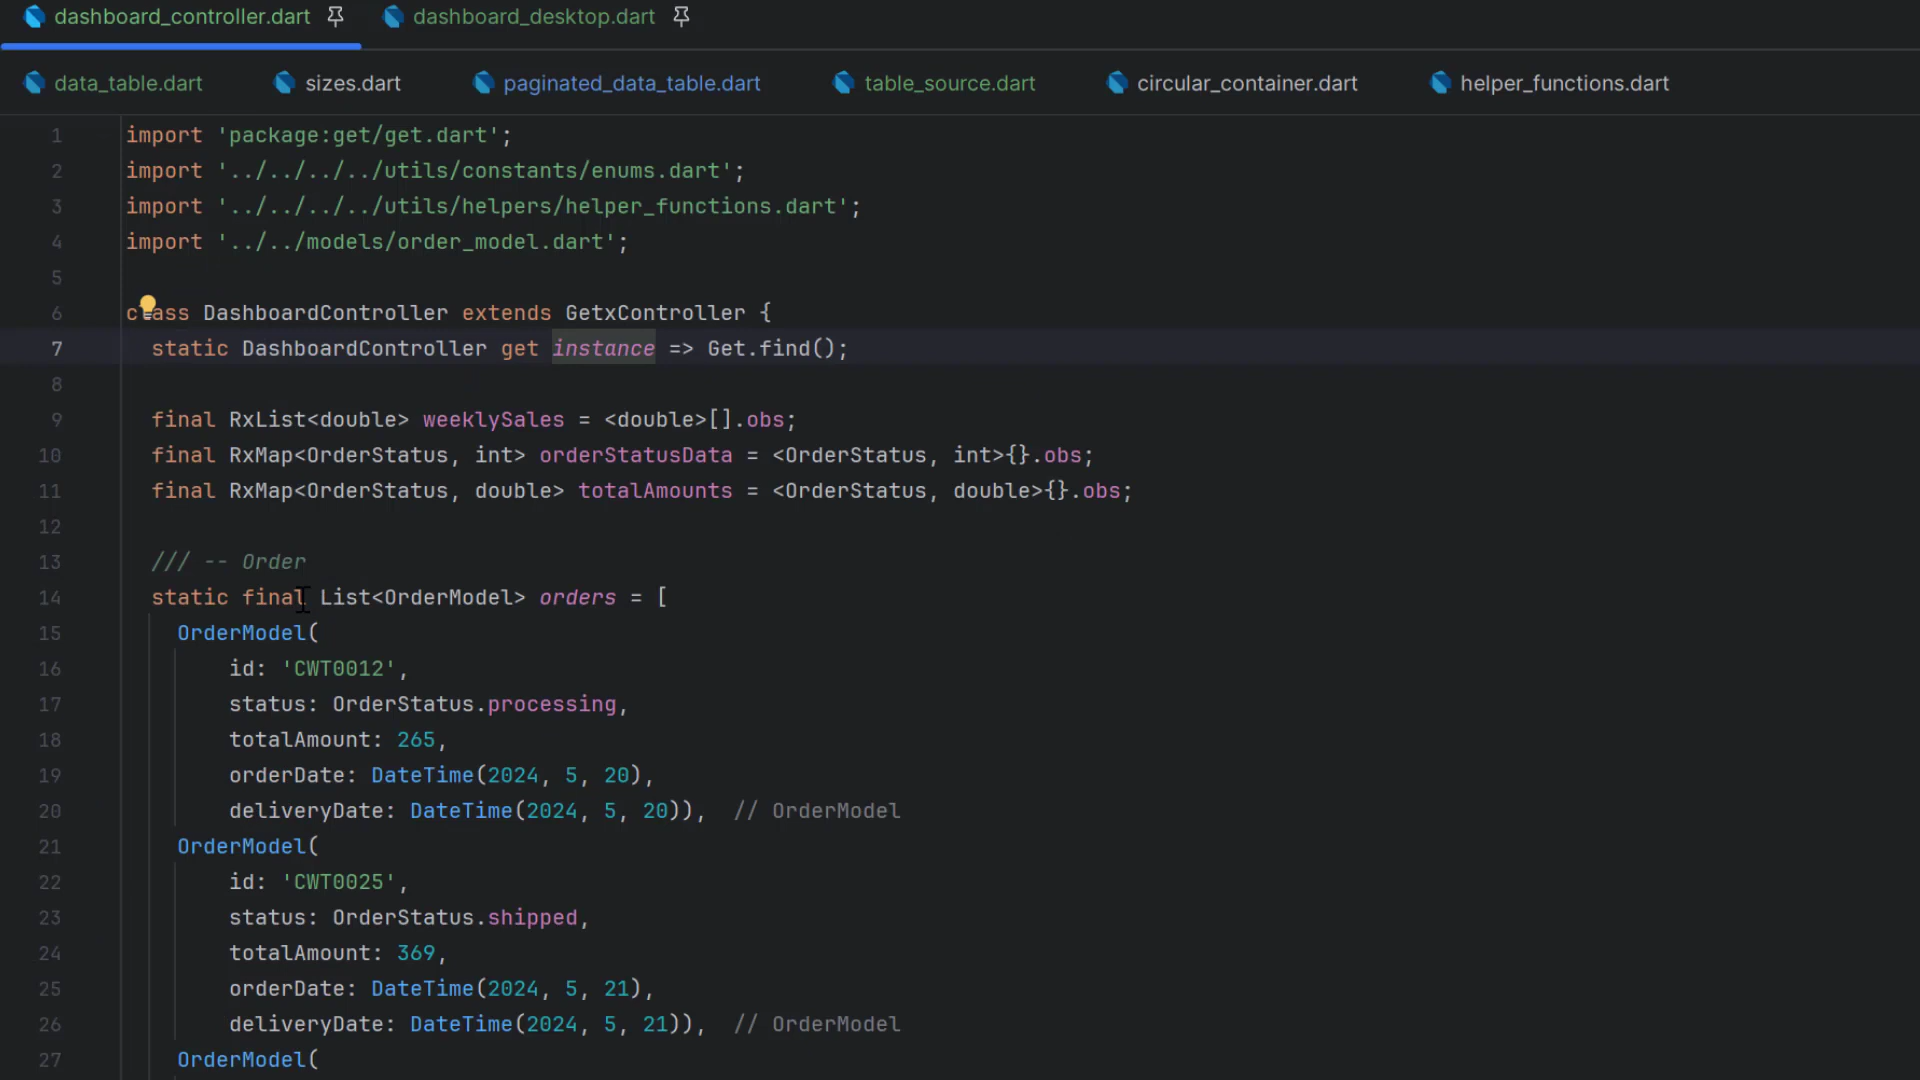 dashboard_controller.dart dashboard_desktop.dart
data_table.dart sizes.dart paginated_data_table.dart table_source.dart circular_container.dart helper_functions.dart
1 import 'package:get/get.dart';
2 import '../../../../utils/constants/enums.dart';
3 import '../../../../utils/helpers/helper_functions.dart';
4 import '../../models/order_model.dart';
5
6 class DashboardController extends GetxController {
7 static DashboardController get instance => Get.find();
8
9 final RxList<double> weeklySales = <double>[].obs;
10 final RxMap<OrderStatus, int> orderStatusData = <OrderStatus, int>{}.obs;
11 final RxMap<OrderStatus, double> totalAmounts = <OrderStatus, double>{}.obs;
12
13 /// -- Order
14 static final List<OrderModel> orders = [
15 OrderModel(
16 id: 'CWT0012',
17 status: OrderStatus.processing,
18 totalAmount: 265,
19 orderDate: DateTime(2024, 5, 20),
20 deliveryDate: DateTime(2024, 5, 20)), // OrderModel
21 OrderModel(
22 id: 'CWT0025',
23 status: OrderStatus.shipped,
24 totalAmount: 369,
25 orderDate: DateTime(2024, 5, 21),
26 deliveryDate: DateTime(2024, 5, 21)), // OrderModel
27 OrderModel(